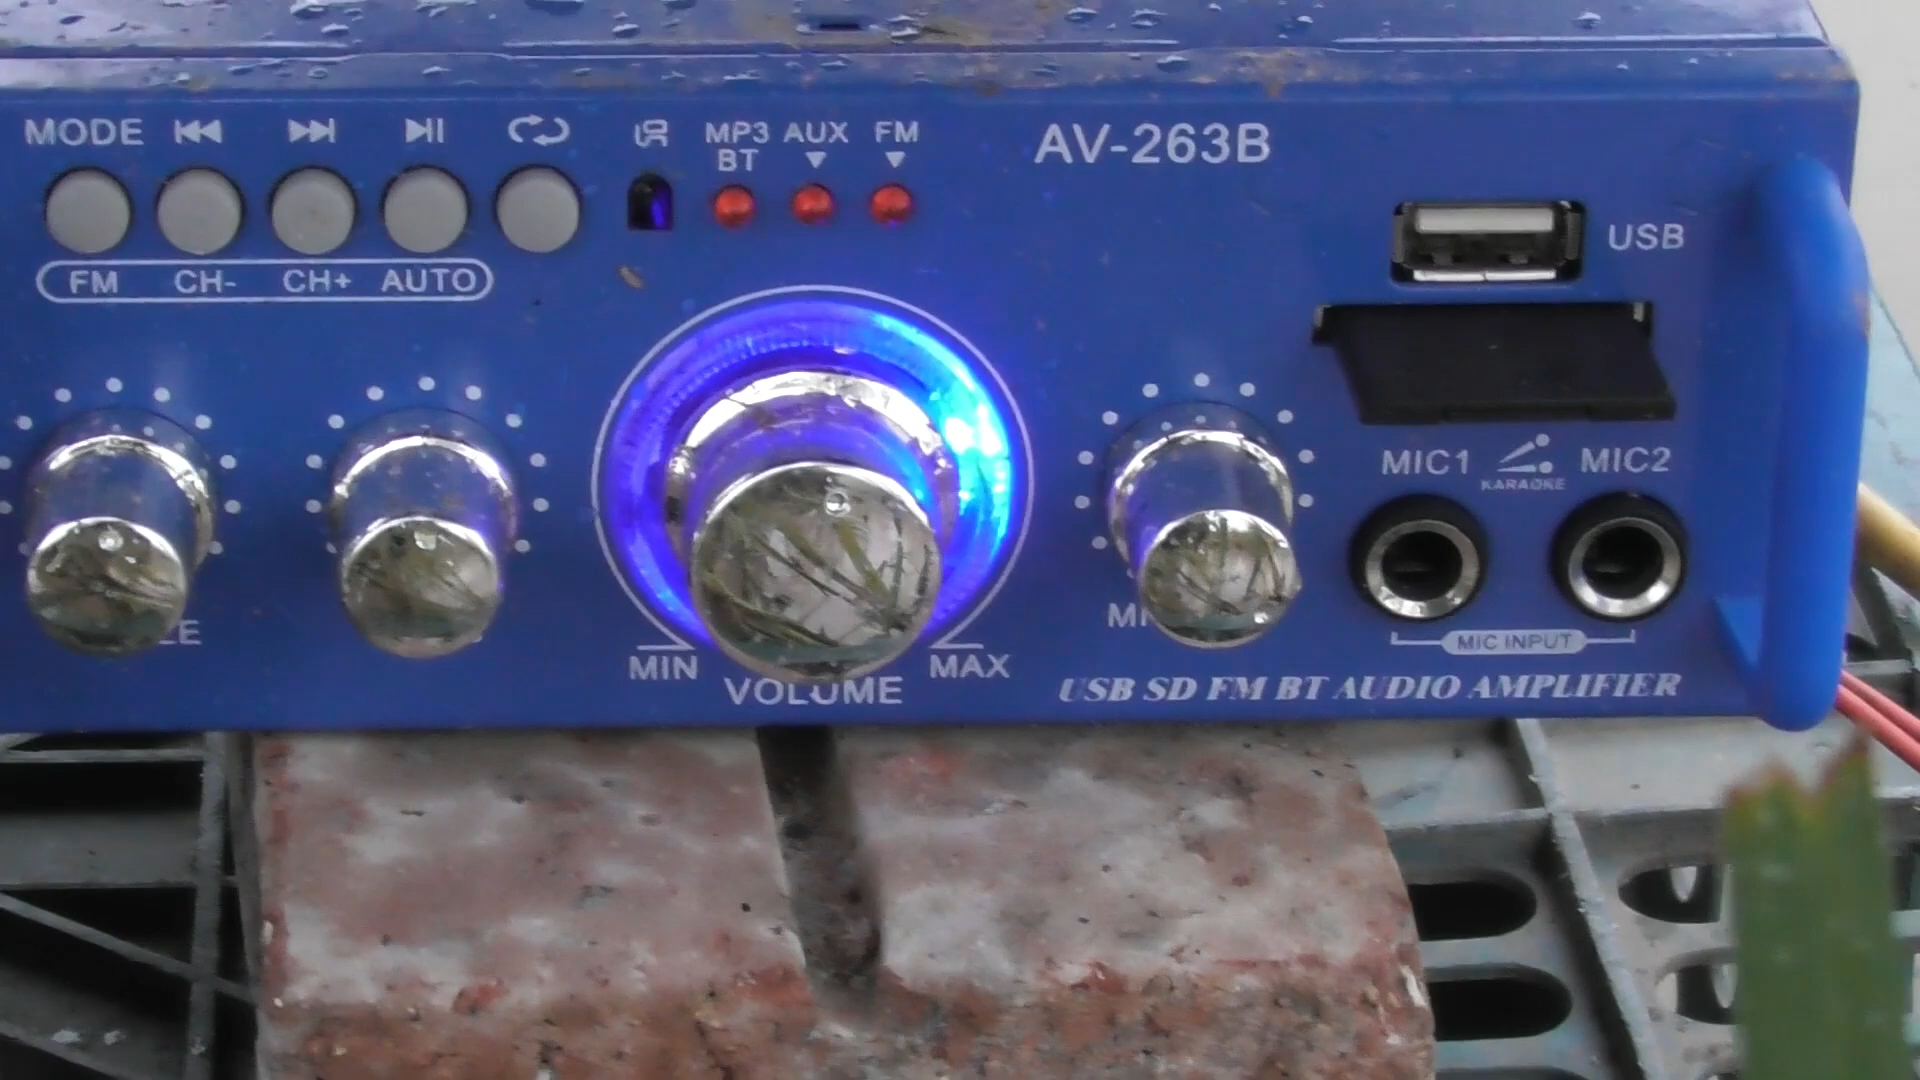 MODE
MP3 AUX FM
BT
AV-263B
USB
FM CH- CH+ AUTO
MIC1 MIC2
KARAOKE
MIC INPUT
MIN MAX
VOLUME
USB SD FM BT AUDIO AMPLIFIER